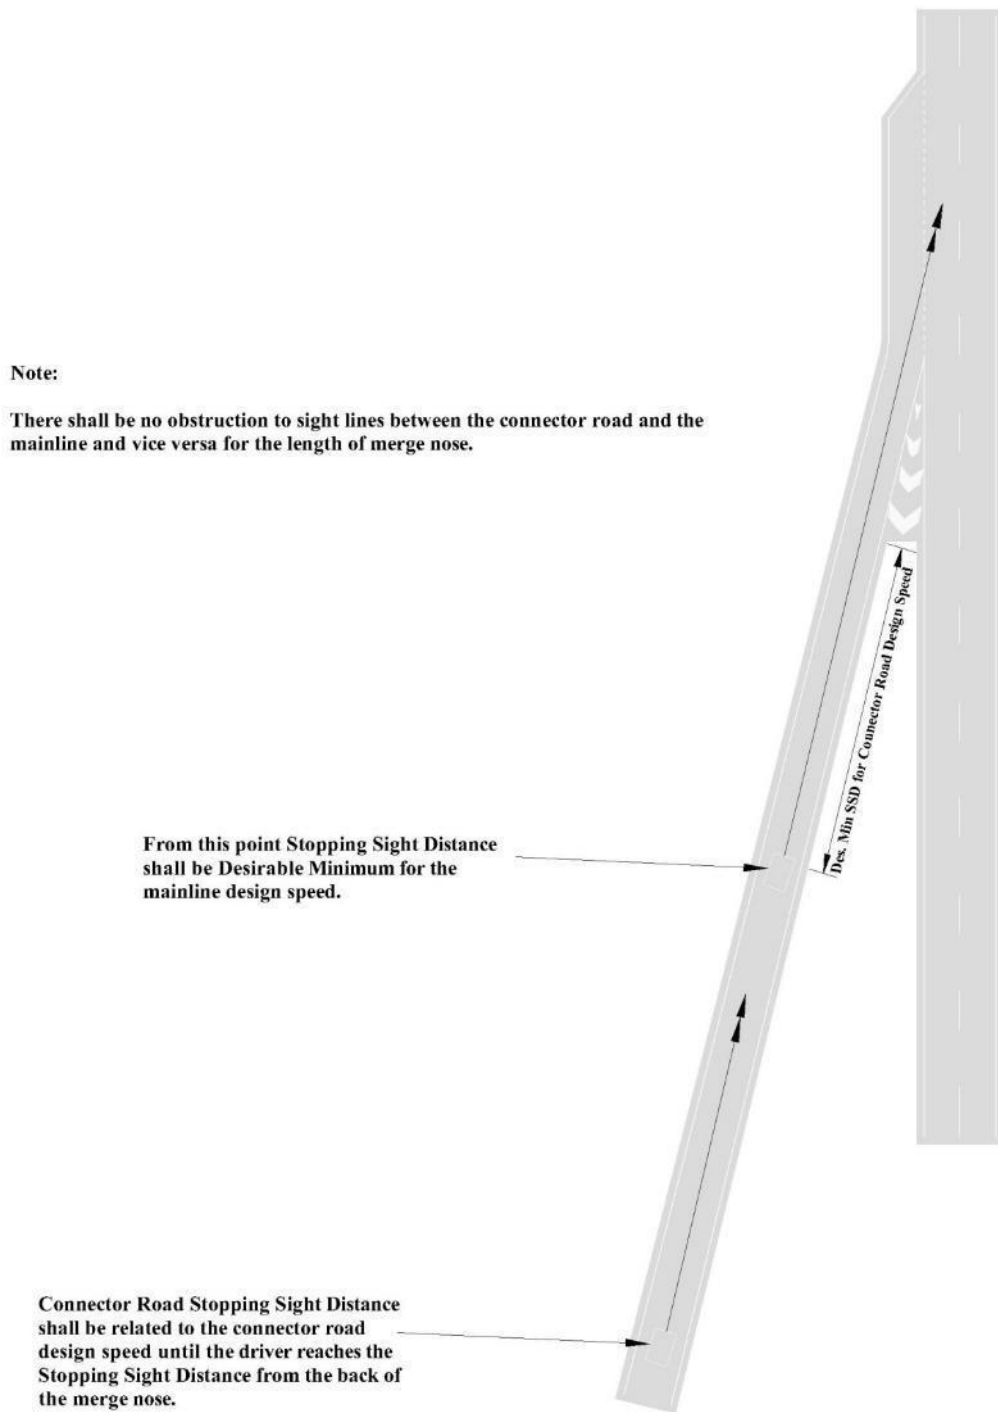 Note:
There shall be no obstruction to sight lines between the connector road and the
mainline and vice versa for the length of merge nose.
Des. Min SSD for Connector Road Design Speed
From this point Stopping Sight Distance
shall be Desirable Minimum for the
mainline design speed.
Connector Road Stopping Sight Distance
shall be related to the connector road
design speed until the driver reaches the
Stopping Sight Distance from the back of
the merge nose.